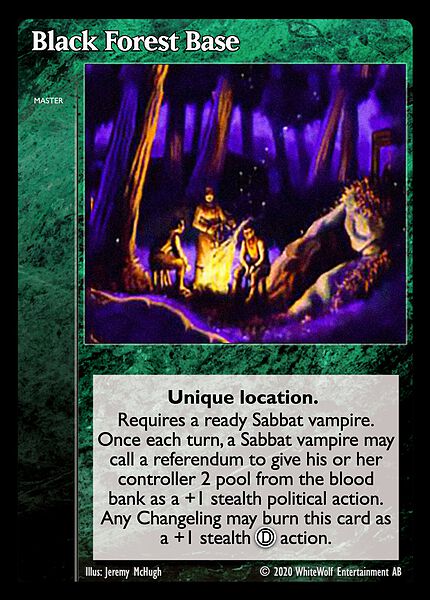 Black Forest Base
MASTER
Unique location.
Requires a ready Sabbat vampire.
Once each turn, a Sabbat vampire may
call a referendum to give his or her
controller 2 pool from the blood
bank as a +1 stealth political action.
Any Changeling may burn this card as
a +1 stealth Ⓓ action.
Illus: Jeremy McHugh
© 2020 WhiteWolf Entertainment AB